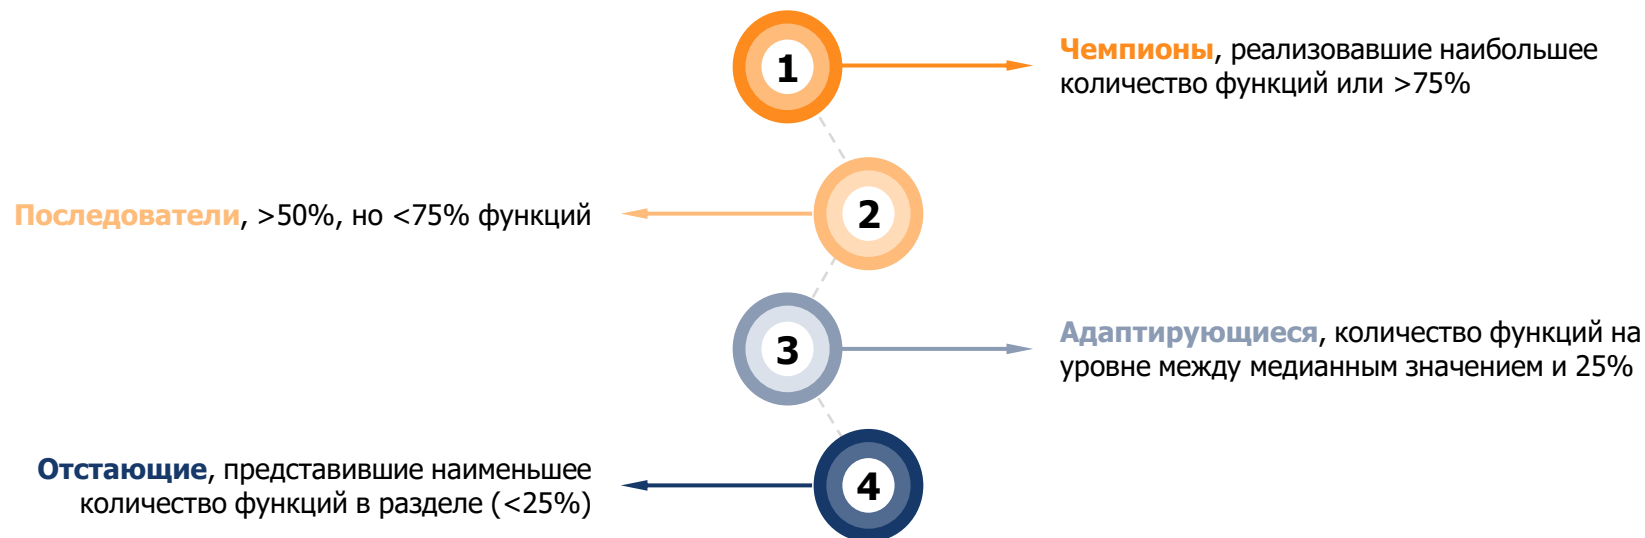 1
Чемпионы, реализовавшие наибольшее
количество функций или >75%
Последователи, >50%, но <75% функций
2
3
Адаптирующиеся, количество функций на
уровне между медианным значением и 25%
Отстающие, представившие наименьшее
количество функций в разделе (<25%)
4